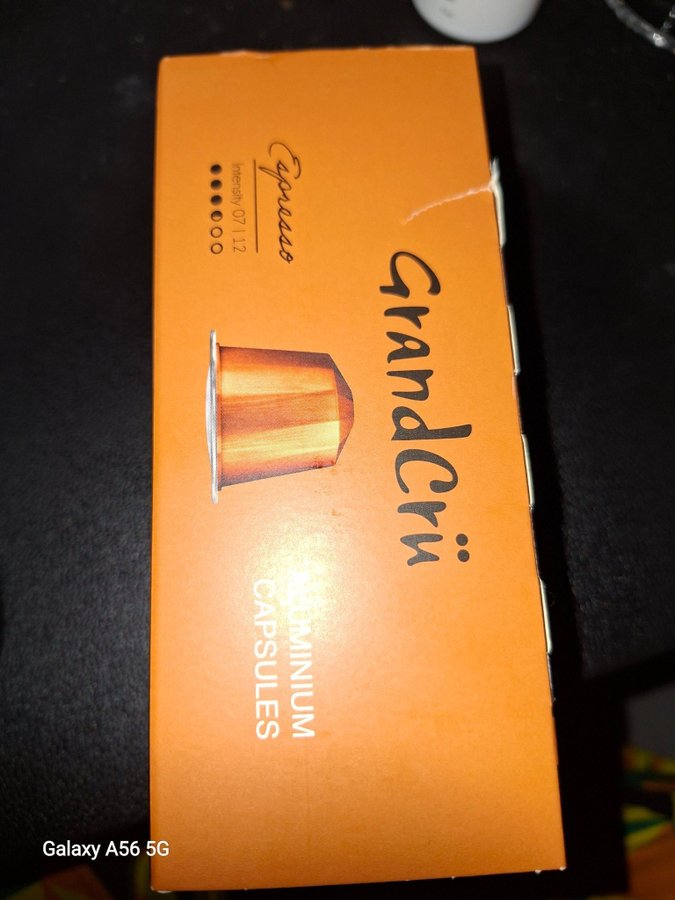 GrandCrü
Espresso
Intensity 07 | 12
ALUMINIUM
CAPSULES
Galaxy A56 5G